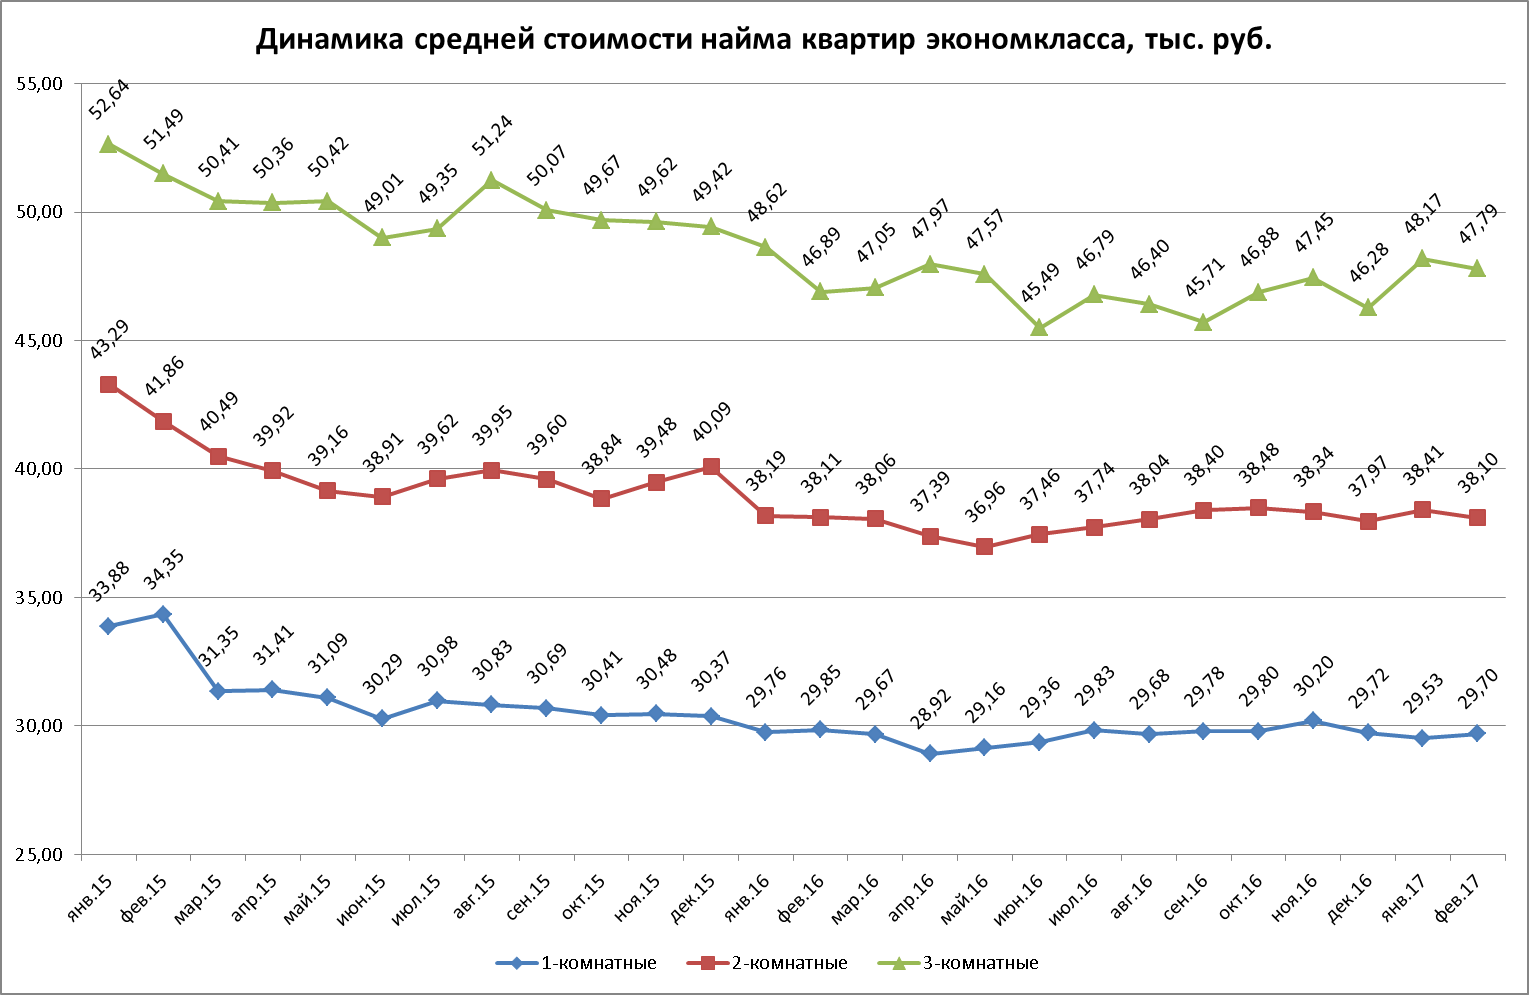 Динамика средней стоимости найма квартир экономкласса, тыс. руб.
55,00
50,00
45,00
40,00
35,00
30,00
25,00
52,64 51,49 50,41 50,36 50,42 49,01 49,35 51,24 50,07 49,67 49,62 49,42 48,62 46,89 47,05 47,97 47,57 45,49 46,79 46,40 45,71 46,88 47,45 46,28 48,17 47,79
43,29 41,86 40,49 39,92 39,16 38,91 39,62 39,95 39,60 38,84 39,48 40,09 38,19 38,11 38,06 37,39 36,96 37,46 37,74 38,04 38,40 38,48 38,34 37,97 38,41 38,10
33,88 34,35 31,35 31,41 31,09 30,29 30,98 30,83 30,69 30,41 30,48 30,37 29,76 29,85 29,67 28,92 29,16 29,36 29,83 29,68 29,78 29,80 30,20 29,72 29,53 29,70
янв.15 фев.15 мар.15 апр.15 май.15 июн.15 июл.15 авг.15 сен.15 окт.15 ноя.15 дек.15 янв.16 фев.16 мар.16 апр.16 май.16 июн.16 июл.16 авг.16 сен.16 окт.16 ноя.16 дек.16 янв.17 фев.17
1-комнатные 2-комнатные 3-комнатные